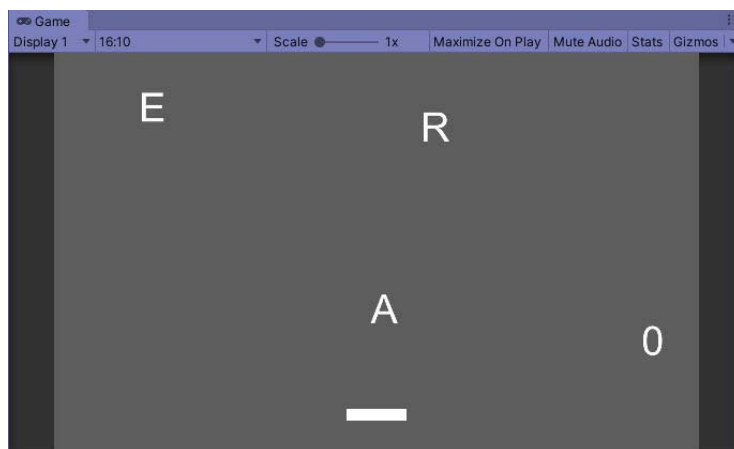 Game
Display 1 16:10 Scale 1x Maximize On Play Mute Audio Stats Gizmos
E
R
A
0